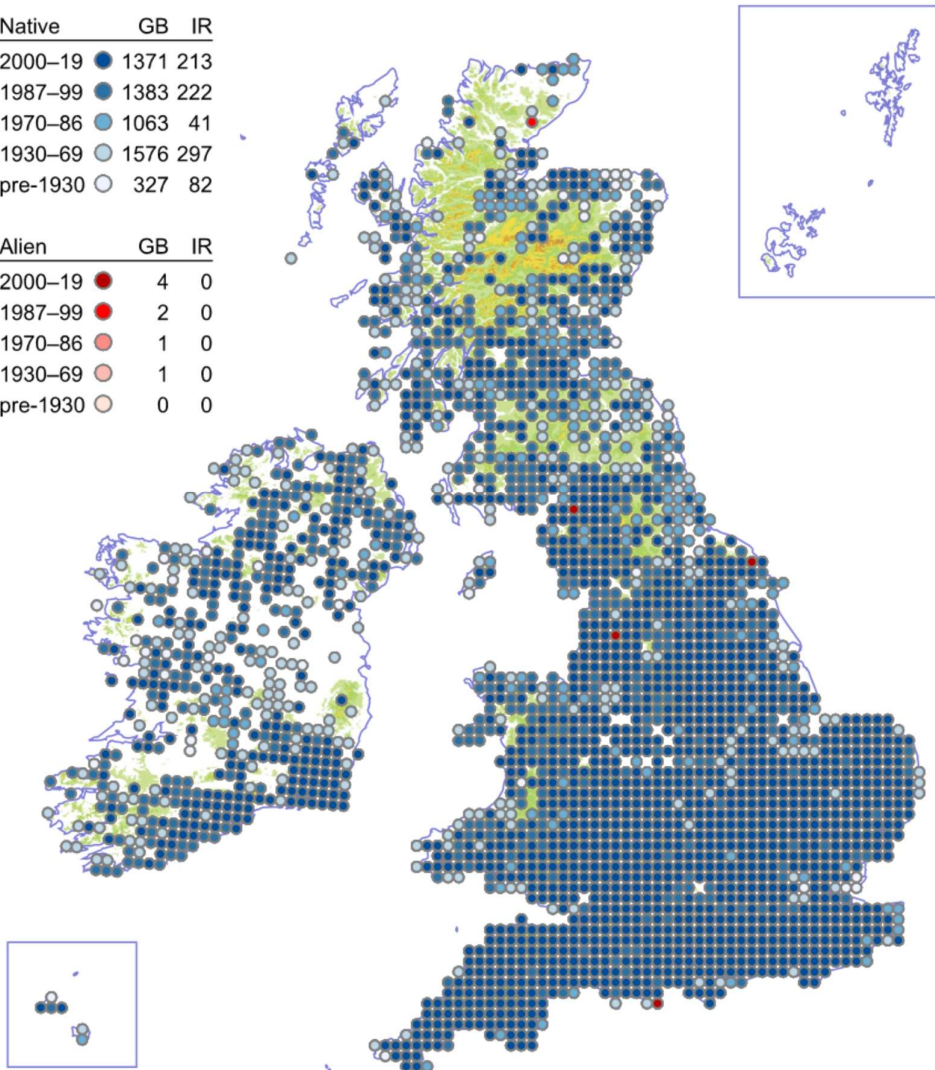 Native GB IR
2000–19 1371 213
1987–99 1383 222
1970–86 1063 41
1930–69 1576 297
pre-1930 327 82
Alien GB IR
2000–19 4 0
1987–99 2 0
1970–86 1 0
1930–69 1 0
pre-1930 0 0